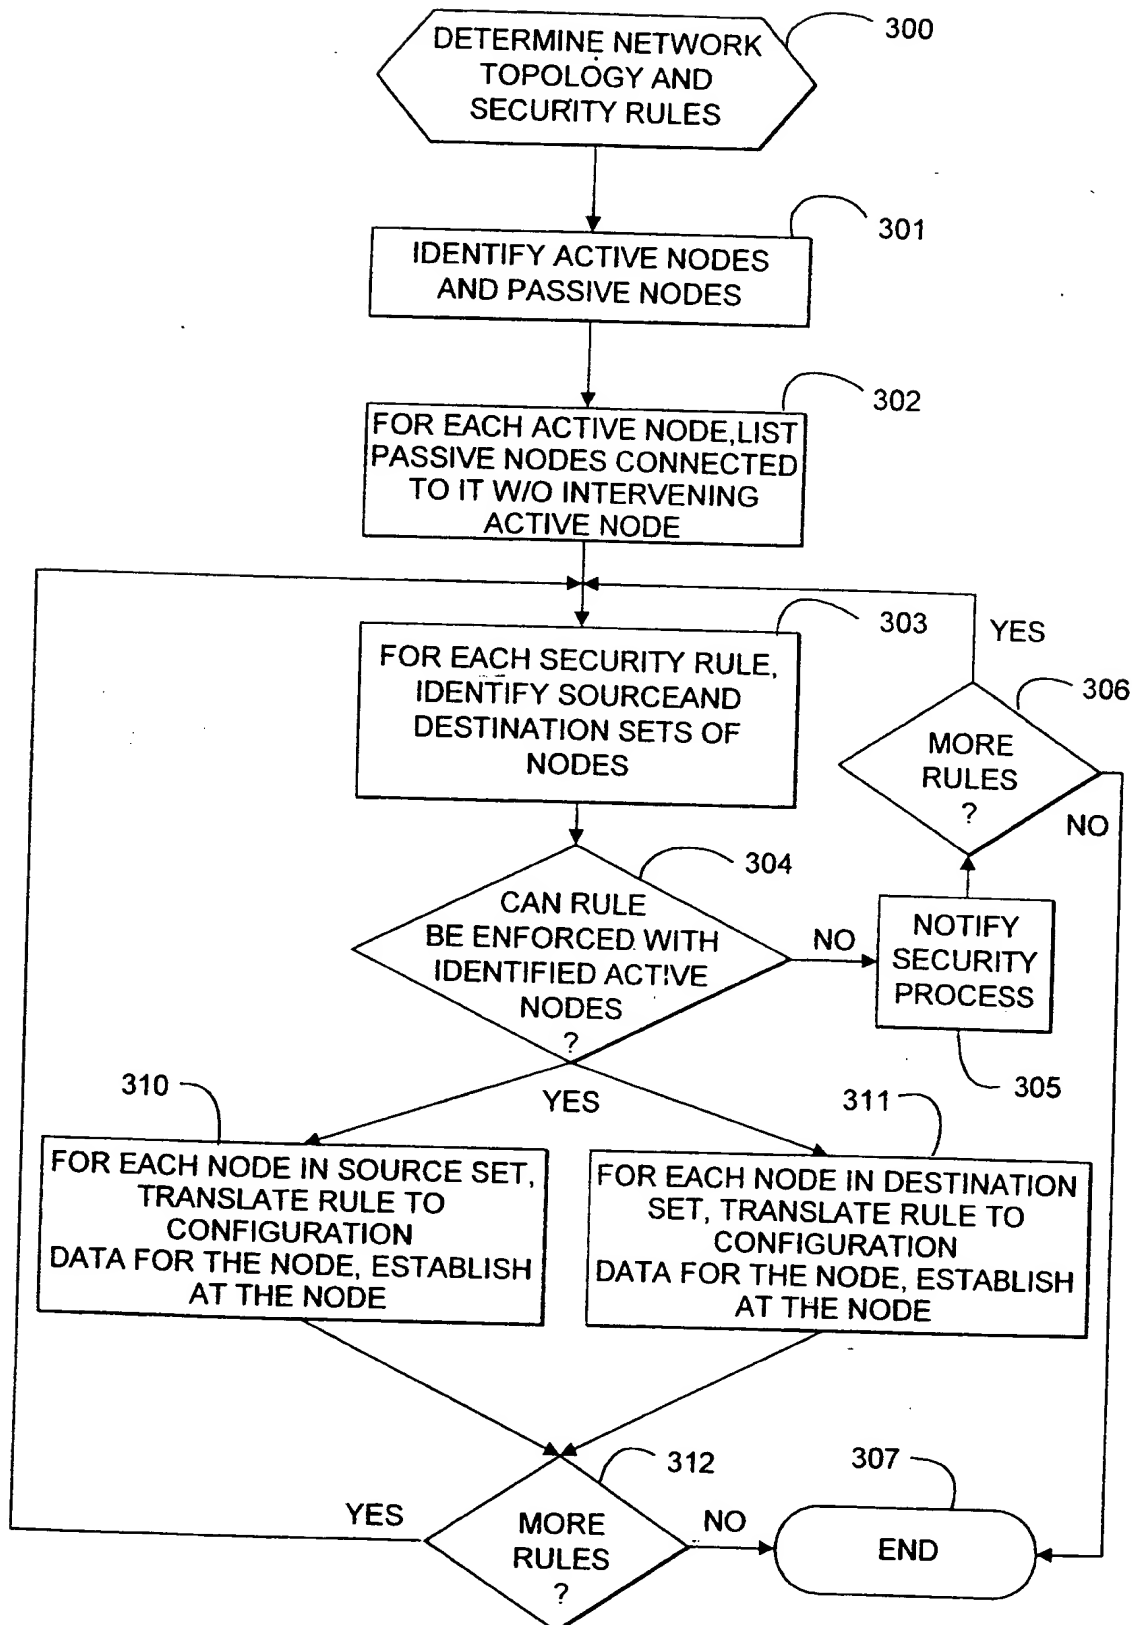 300
DETERMINE NETWORK
TOPOLOGY AND
SECURITY RULES
301
IDENTIFY ACTIVE NODES
AND PASSIVE NODES
302
FOR EACH ACTIVE NODE,LIST
PASSIVE NODES CONNECTED
TO IT W/O INTERVENING
ACTIVE NODE
303
FOR EACH SECURITY RULE,
IDENTIFY SOURCEAND
DESTINATION SETS OF
NODES
YES
306
MORE
RULES
?
NO
304
CAN RULE
BE ENFORCED WITH
IDENTIFIED ACTIVE
NODES
?
NO
NOTIFY
SECURITY
PROCESS
305
YES
310
FOR EACH NODE IN SOURCE SET,
TRANSLATE RULE TO
CONFIGURATION
DATA FOR THE NODE, ESTABLISH
AT THE NODE
311
FOR EACH NODE IN DESTINATION
SET, TRANSLATE RULE TO
CONFIGURATION
DATA FOR THE NODE, ESTABLISH
AT THE NODE
312
YES
MORE
RULES
?
NO
307
END